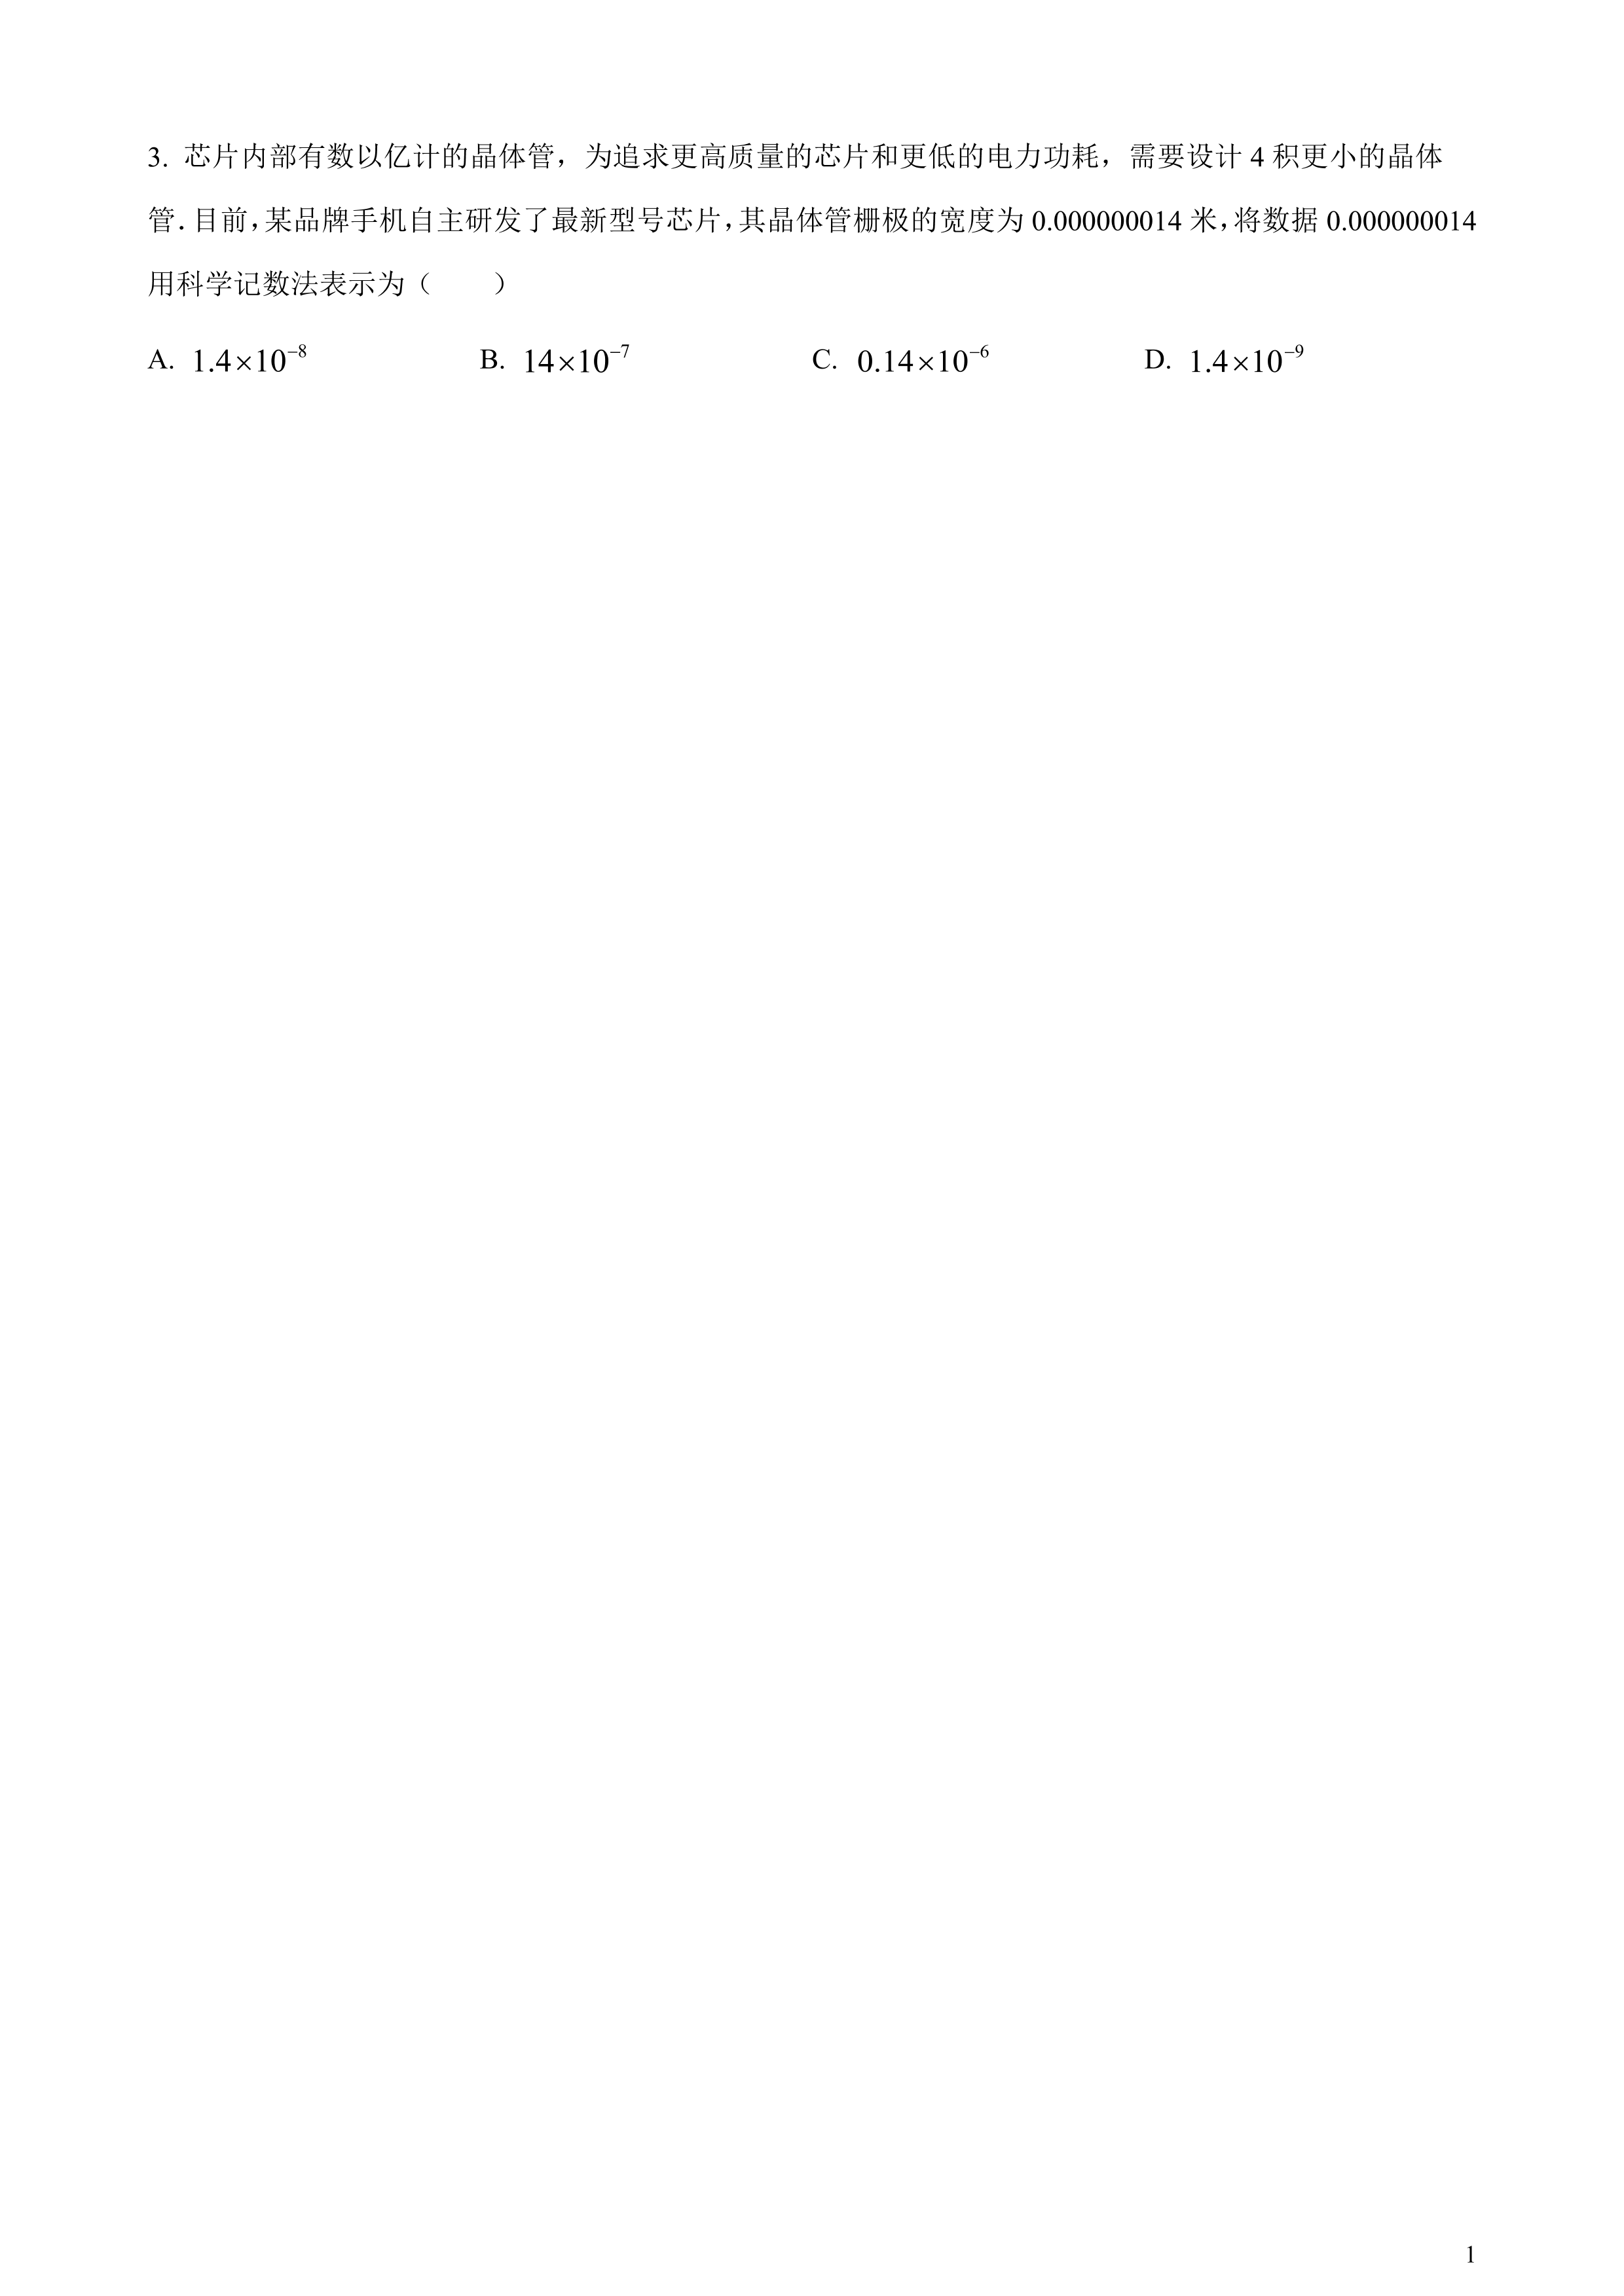 3. 芯片内部有数以亿计的晶体管，为追求更高质量的芯片和更低的电力功耗，需要设计 4 积更小的晶体
管. 目前，某品牌手机自主研发了最新型号芯片，其晶体管栅极的宽度为 0.000000014 米，将数据 0.000000014
用科学记数法表示为（　　）
A. 1.4×10⁻⁸ B. 14×10⁻⁷ C. 0.14×10⁻⁶ D. 1.4×10⁻⁹
1